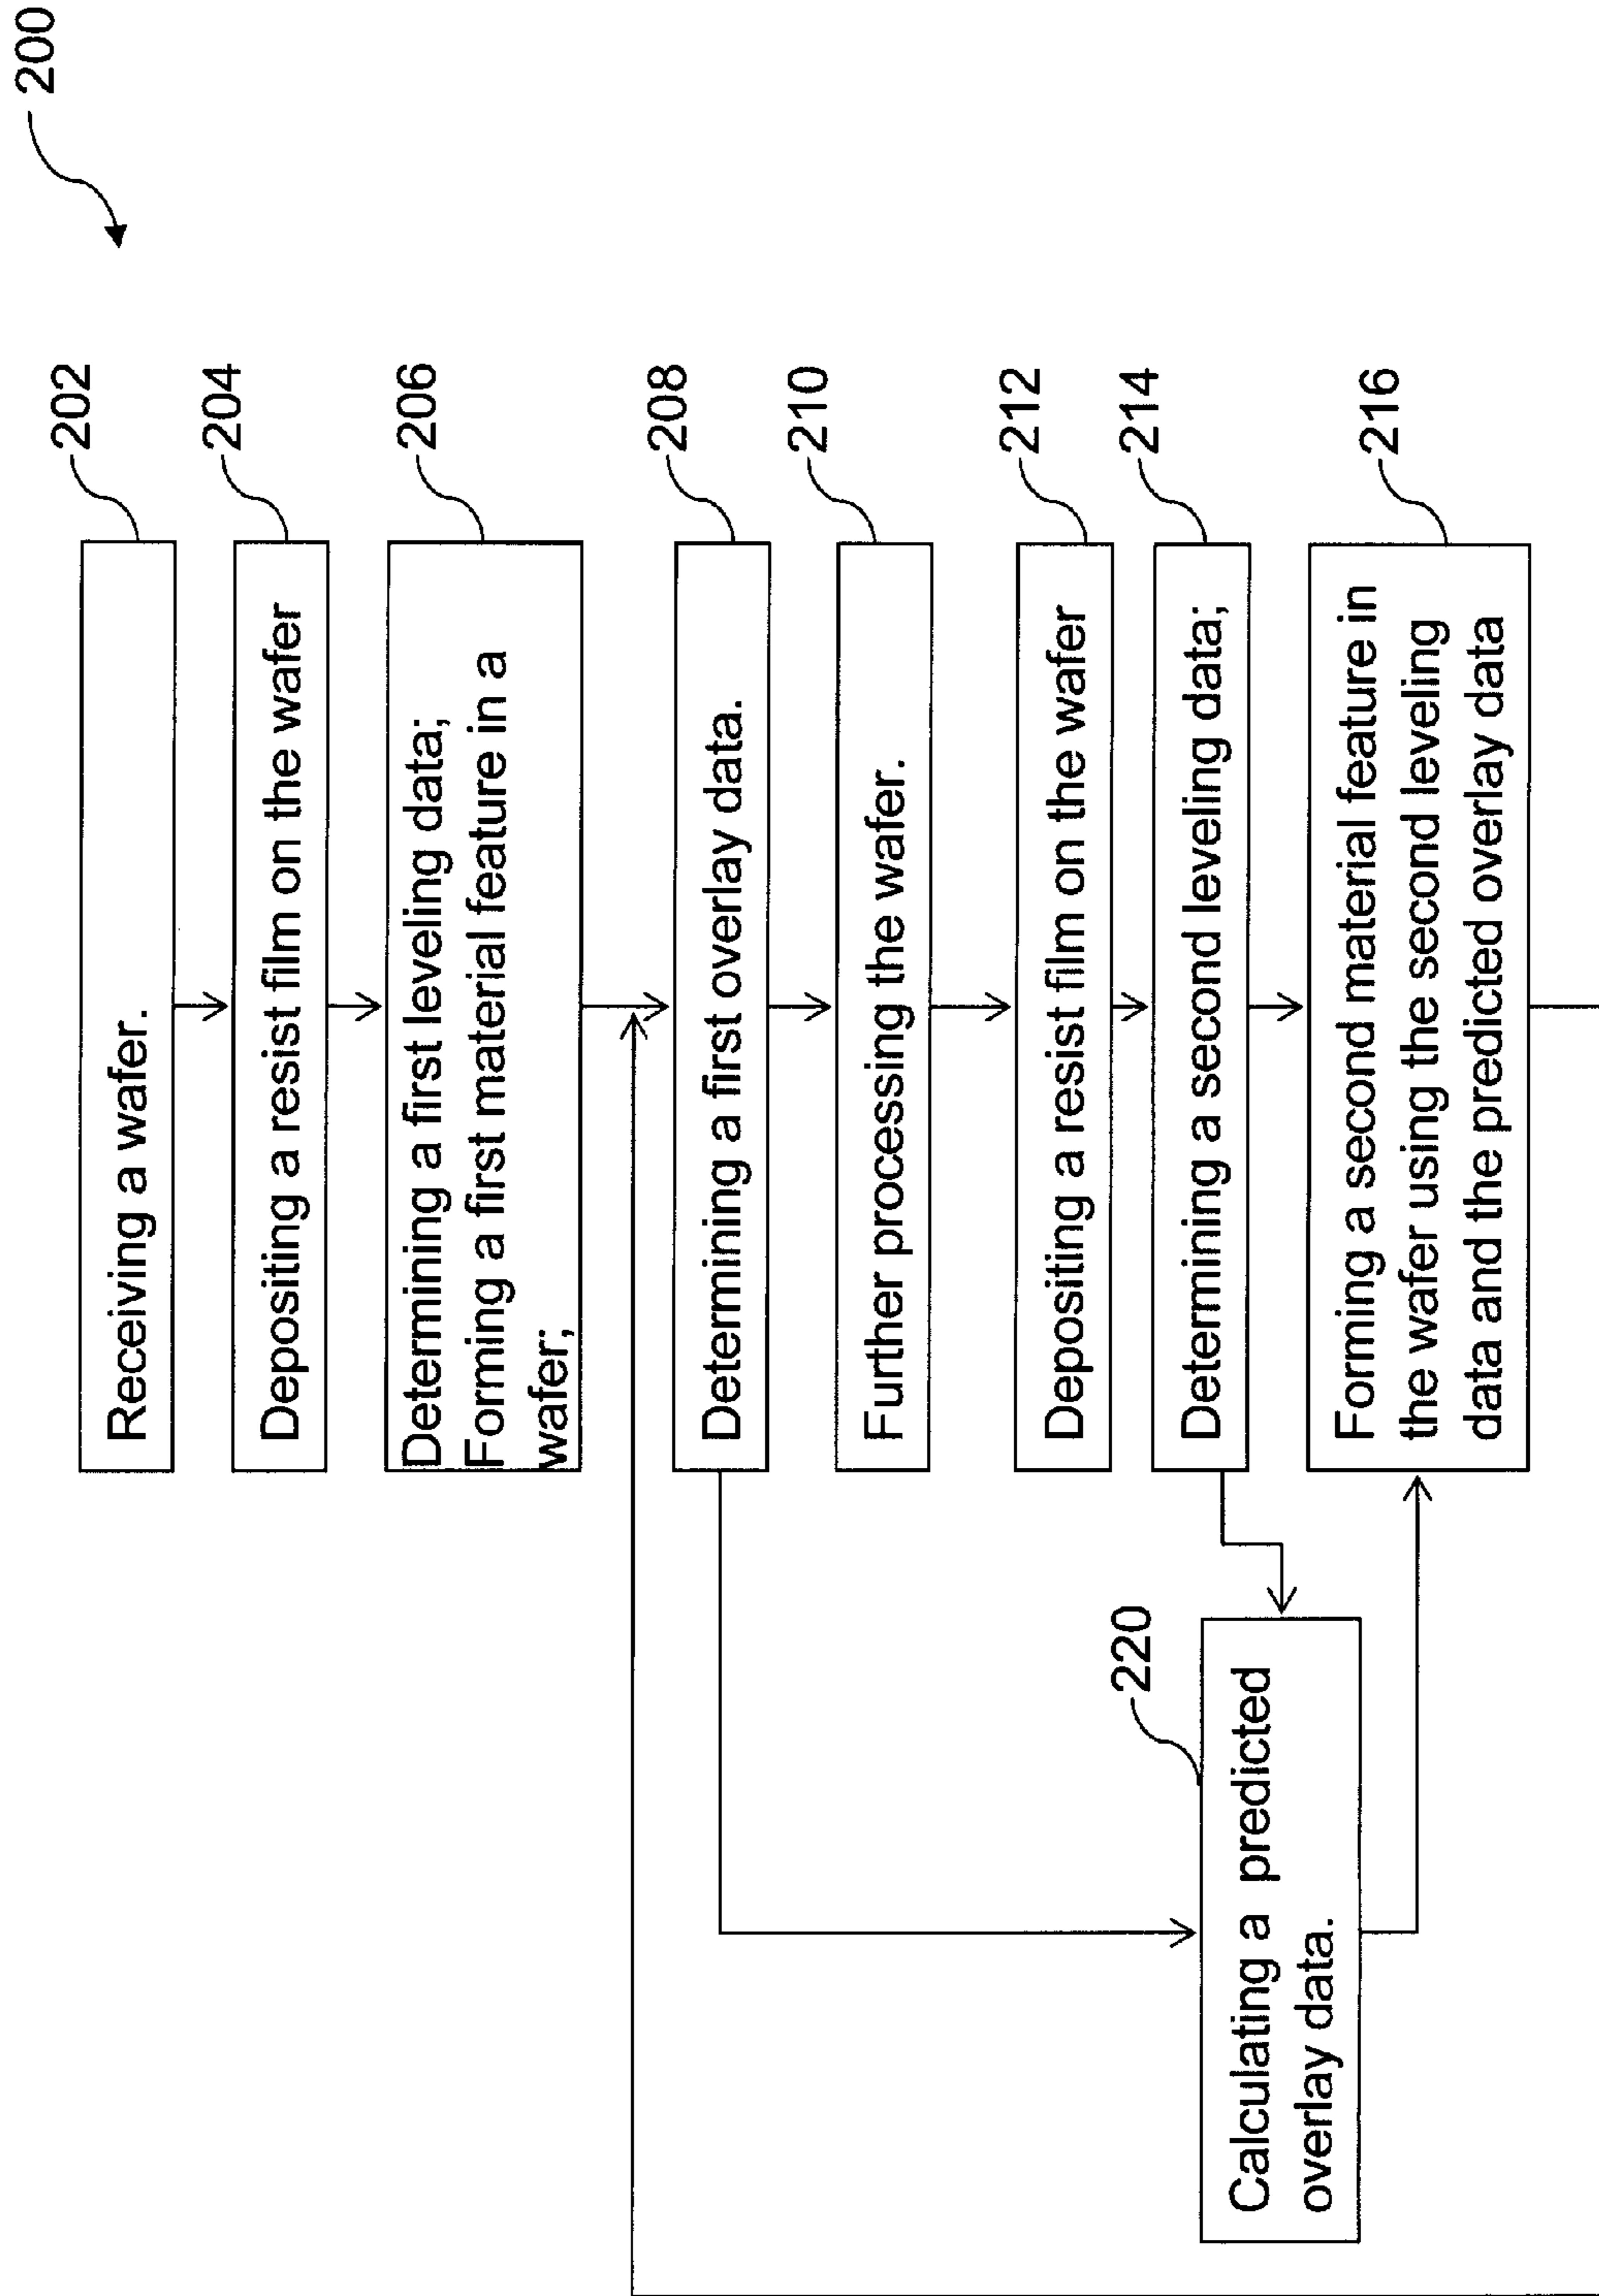 200
Receiving a wafer.
202
Depositing a resist film on the wafer
204
Determining a first leveling data;
Forming a first material feature in a
wafer;
206
Determining a first overlay data.
208
Further processing the wafer.
210
Depositing a resist film on the wafer
212
Determining a second leveling data;
214
Forming a second material feature in
the wafer using the second leveling
data and the predicted overlay data
216
220
Calculating a predicted
overlay data.